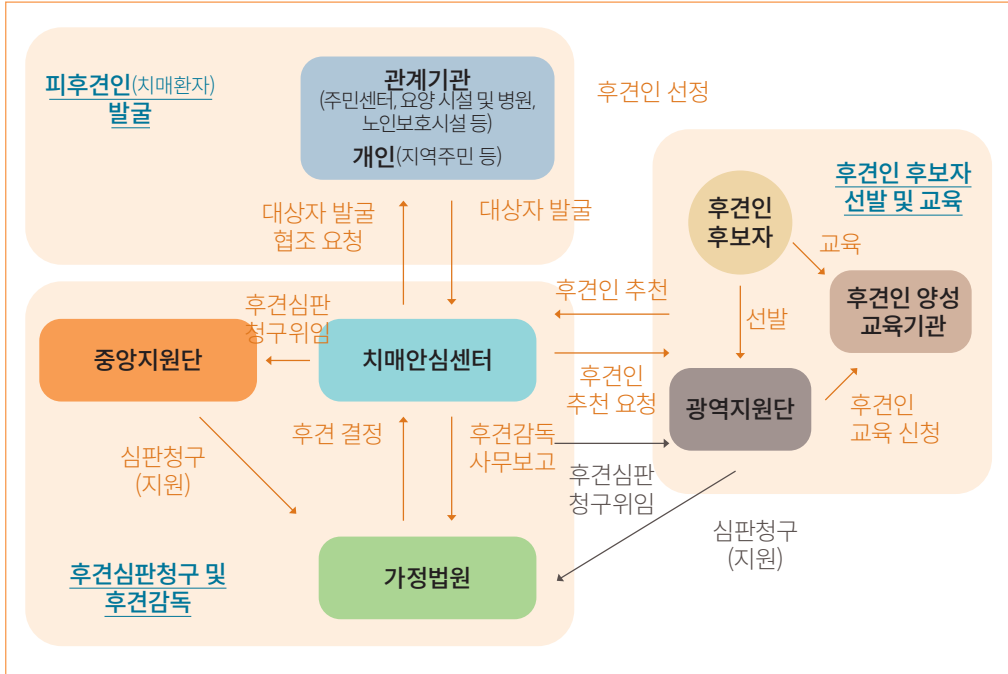 피후견인(치매환자)
발굴
관계기관
(주민센터, 요양 시설 및 병원,
노인보호시설 등)
개인(지역주민 등)
후견인 선정
대상자 발굴
협조 요청
대상자 발굴
후견인 후보자
선발 및 교육
후견인
후보자
교육
후견인 양성
교육기관
선발
광역지원단
후견인
교육 신청
후견인 추천
후견인
추천 요청
후견심판
청구위임
중앙지원단
치매안심센터
후견 결정
후견감독
사무보고
심판청구
(지원)
후견심판
청구위임
심판청구
(지원)
가정법원
후견심판청구 및
후견감독